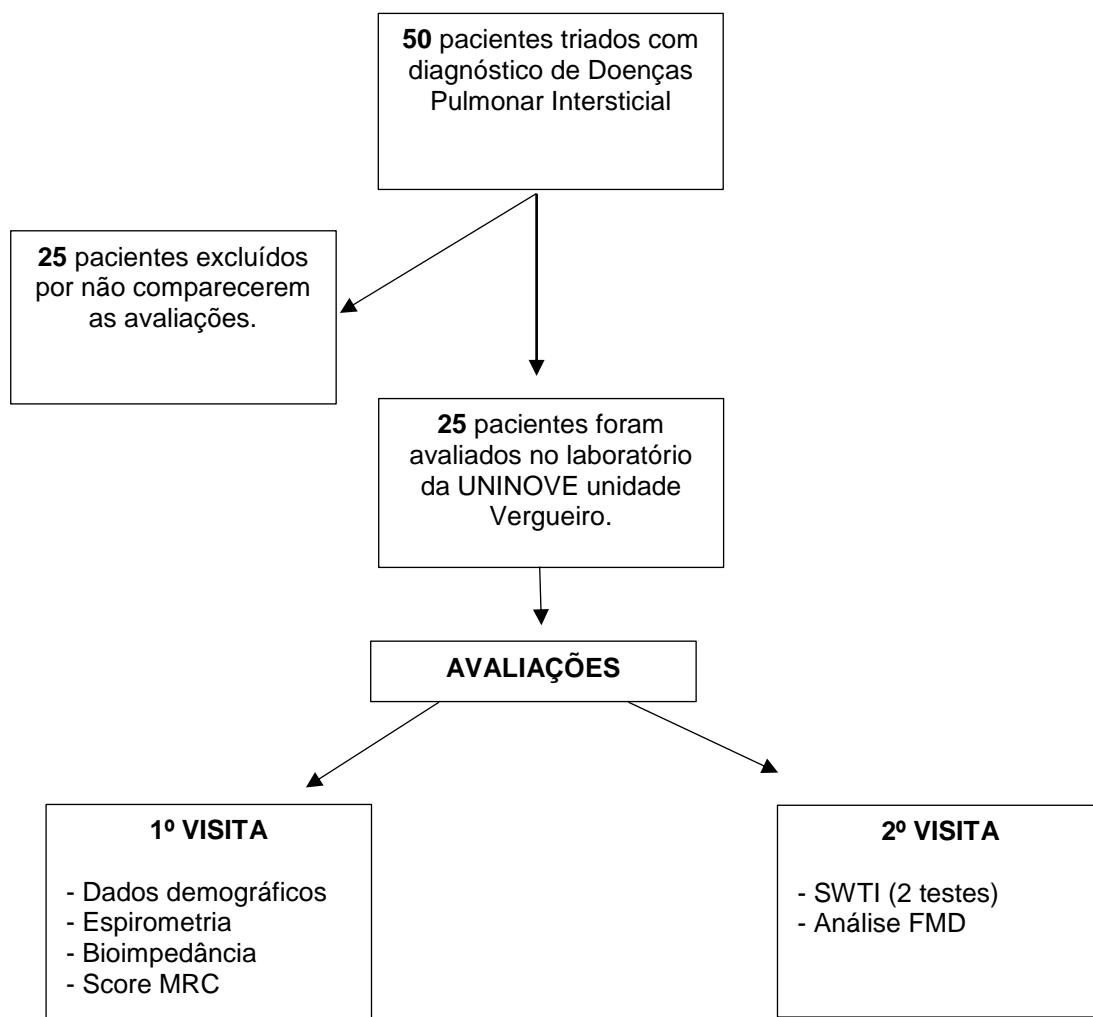 50 pacientes triados com
diagnóstico de Doenças
Pulmonar Intersticial
25 pacientes excluídos
por não comparecerem
as avaliações.
25 pacientes foram
avaliados no laboratório
da UNINOVE unidade
Vergueiro.
AVALIAÇÕES
1º VISITA
- Dados demográficos
- Espirometria
- Bioimpedância
- Score MRC
2º VISITA
- SWTI (2 testes)
- Análise FMD